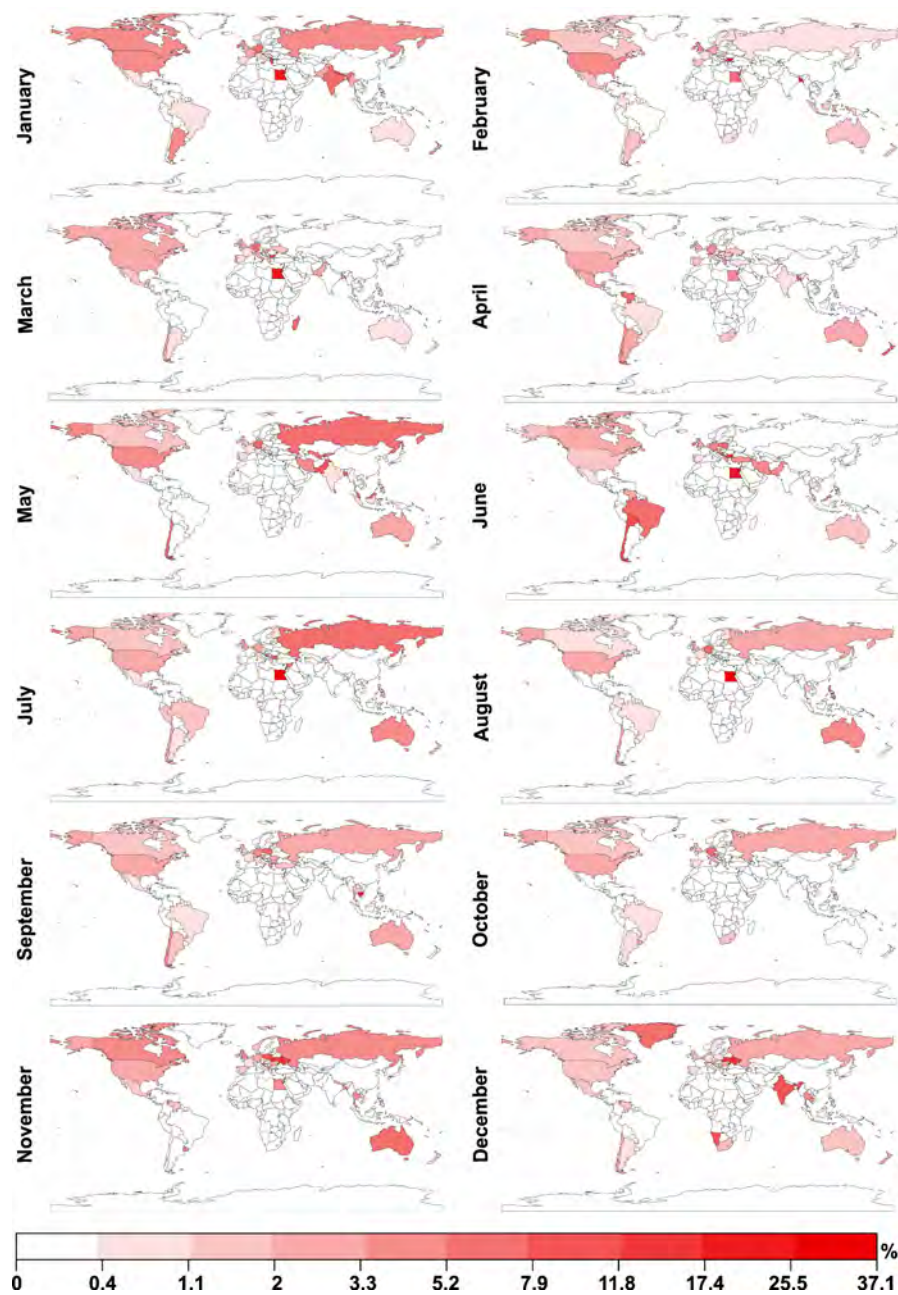 January
February
March
April
May
June
July
August
September
October
November
December
%
0 0.4 1.1 2 3.3 5.2 7.9 11.8 17.4 25.5 37.1